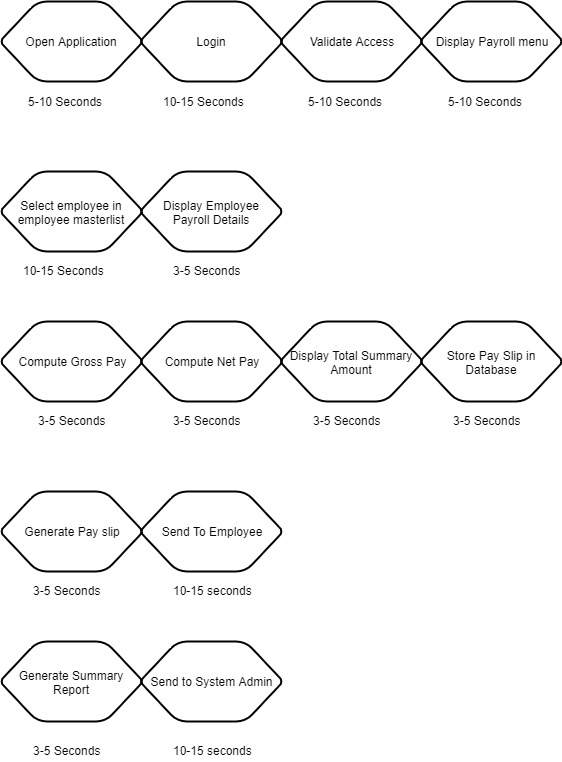 Open Application
Login
Validate Access
Display Payroll menu
5-10 Seconds
10-15 Seconds
5-10 Seconds
5-10 Seconds
Select employee in
employee masterlist
Display Employee
Payroll Details
10-15 Seconds
3-5 Seconds
Compute Gross Pay
Compute Net Pay
Display Total Summary
Amount
Store Pay Slip in
Database
3-5 Seconds
3-5 Seconds
3-5 Seconds
3-5 Seconds
Generate Pay slip
Send To Employee
3-5 Seconds
10-15 seconds
Generate Summary
Report
Send to System Admin
3-5 Seconds
10-15 seconds